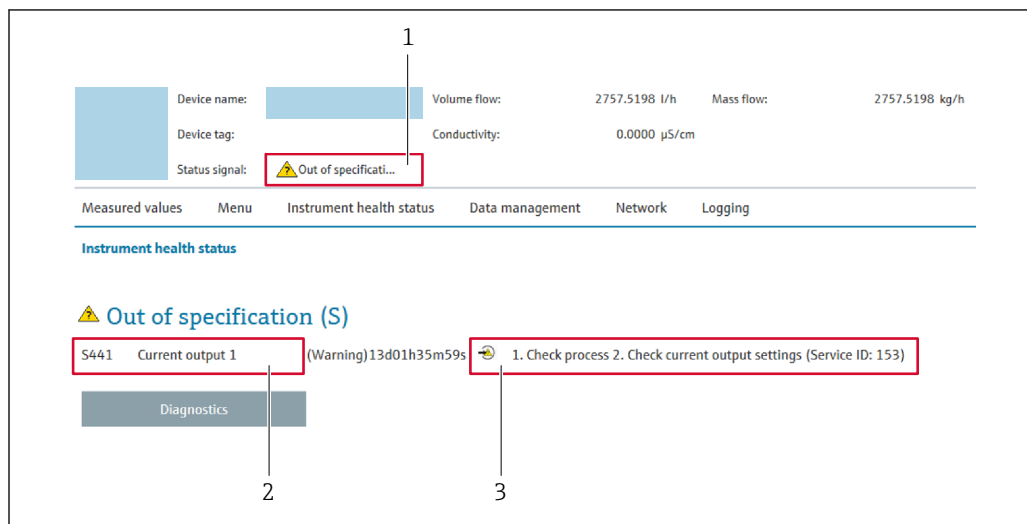 1
Device name: Volume flow: 2757.5198 l/h Mass flow: 2757.5198 kg/h
Device tag: Conductivity: 0.0000 µS/cm
Status signal: Out of specificati...
Measured values Menu Instrument health status Data management Network Logging
Instrument health status
Out of specification (S)
S441 Current output 1 (Warning)13d01h35m59s 1. Check process 2. Check current output settings (Service ID: 153)
Diagnostics
2 3